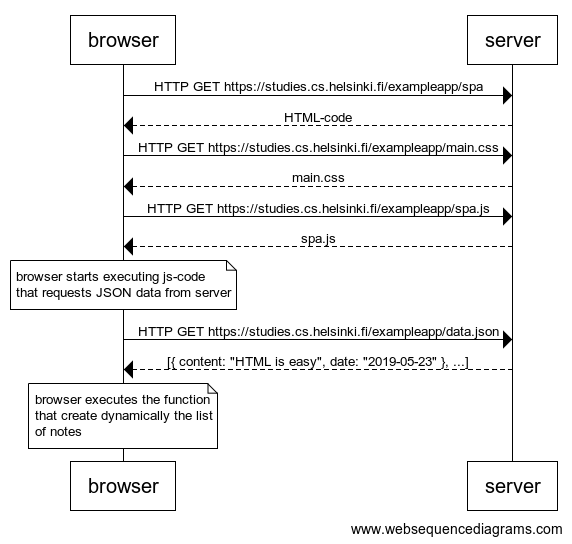 browser server
HTTP GET https://studies.cs.helsinki.fi/exampleapp/spa
HTML-code
HTTP GET https://studies.cs.helsinki.fi/exampleapp/main.css
main.css
HTTP GET https://studies.cs.helsinki.fi/exampleapp/spa.js
spa.js
browser starts executing js-code
that requests JSON data from server
HTTP GET https://studies.cs.helsinki.fi/exampleapp/data.json
[{ content: "HTML is easy", date: "2019-05-23" }, ...]
browser executes the function
that create dynamically the list
of notes
browser server
www.websequencediagrams.com